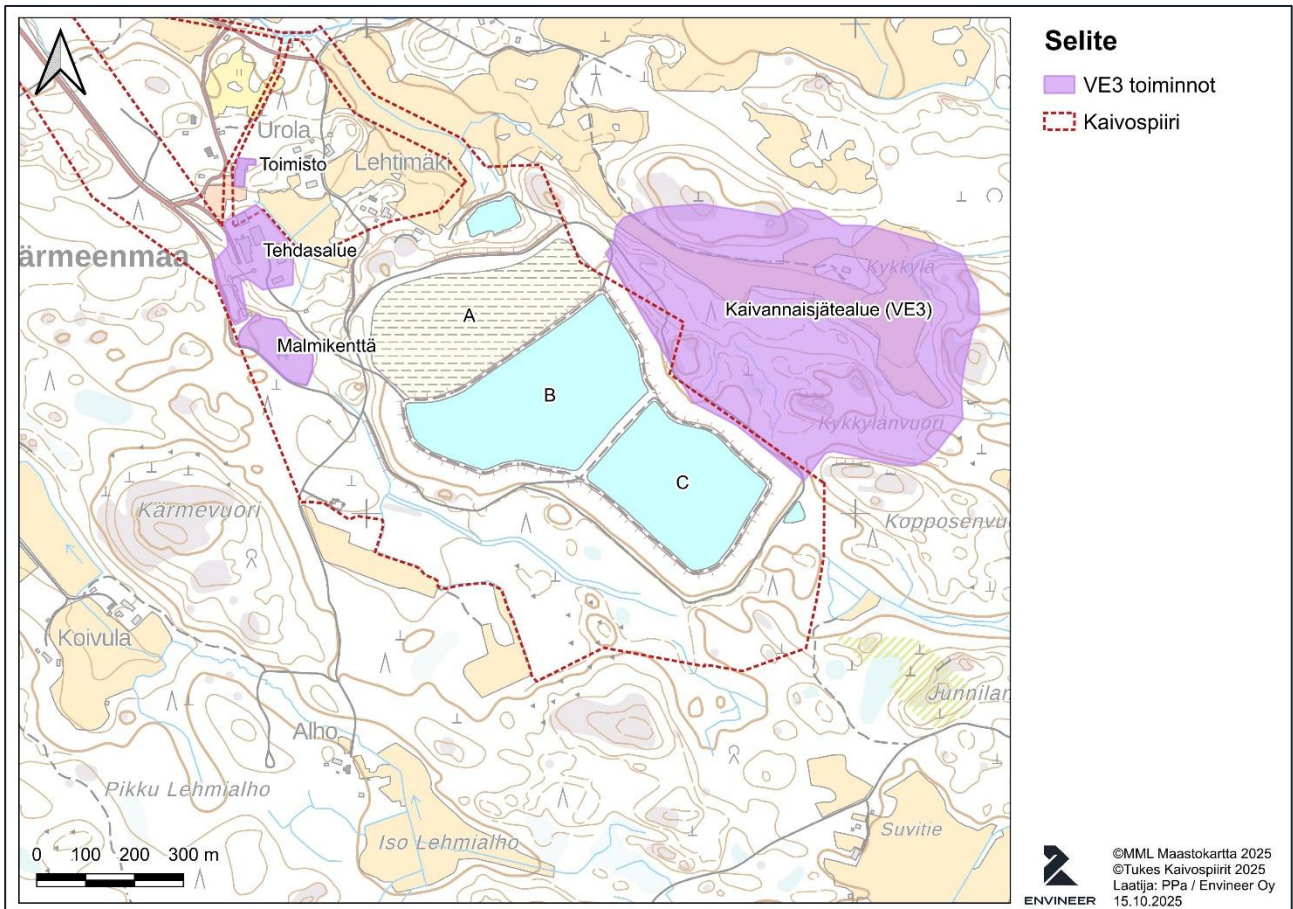 Selite
VE3 toiminnot
Kaivospiiri
Urola
Toimisto
Lehtimäki
Tehdasalue
ärmeenmaa
Kykkylä
Kaivannaisjätealue (VE3)
A
Malmikenttä
B
Kykkylänvuori
C
Kärmevuori
Kopposenvuo
Koivula
Junnilan
Alho
Pikku Lehmialho
Iso Lehmialho
Suvitie
0 100 200 300 m
ENVINEER
©MML Maastokartta 2025
©Tukes Kaivospiirit 2025
Laatija: PPa / Envineer Oy
15.10.2025